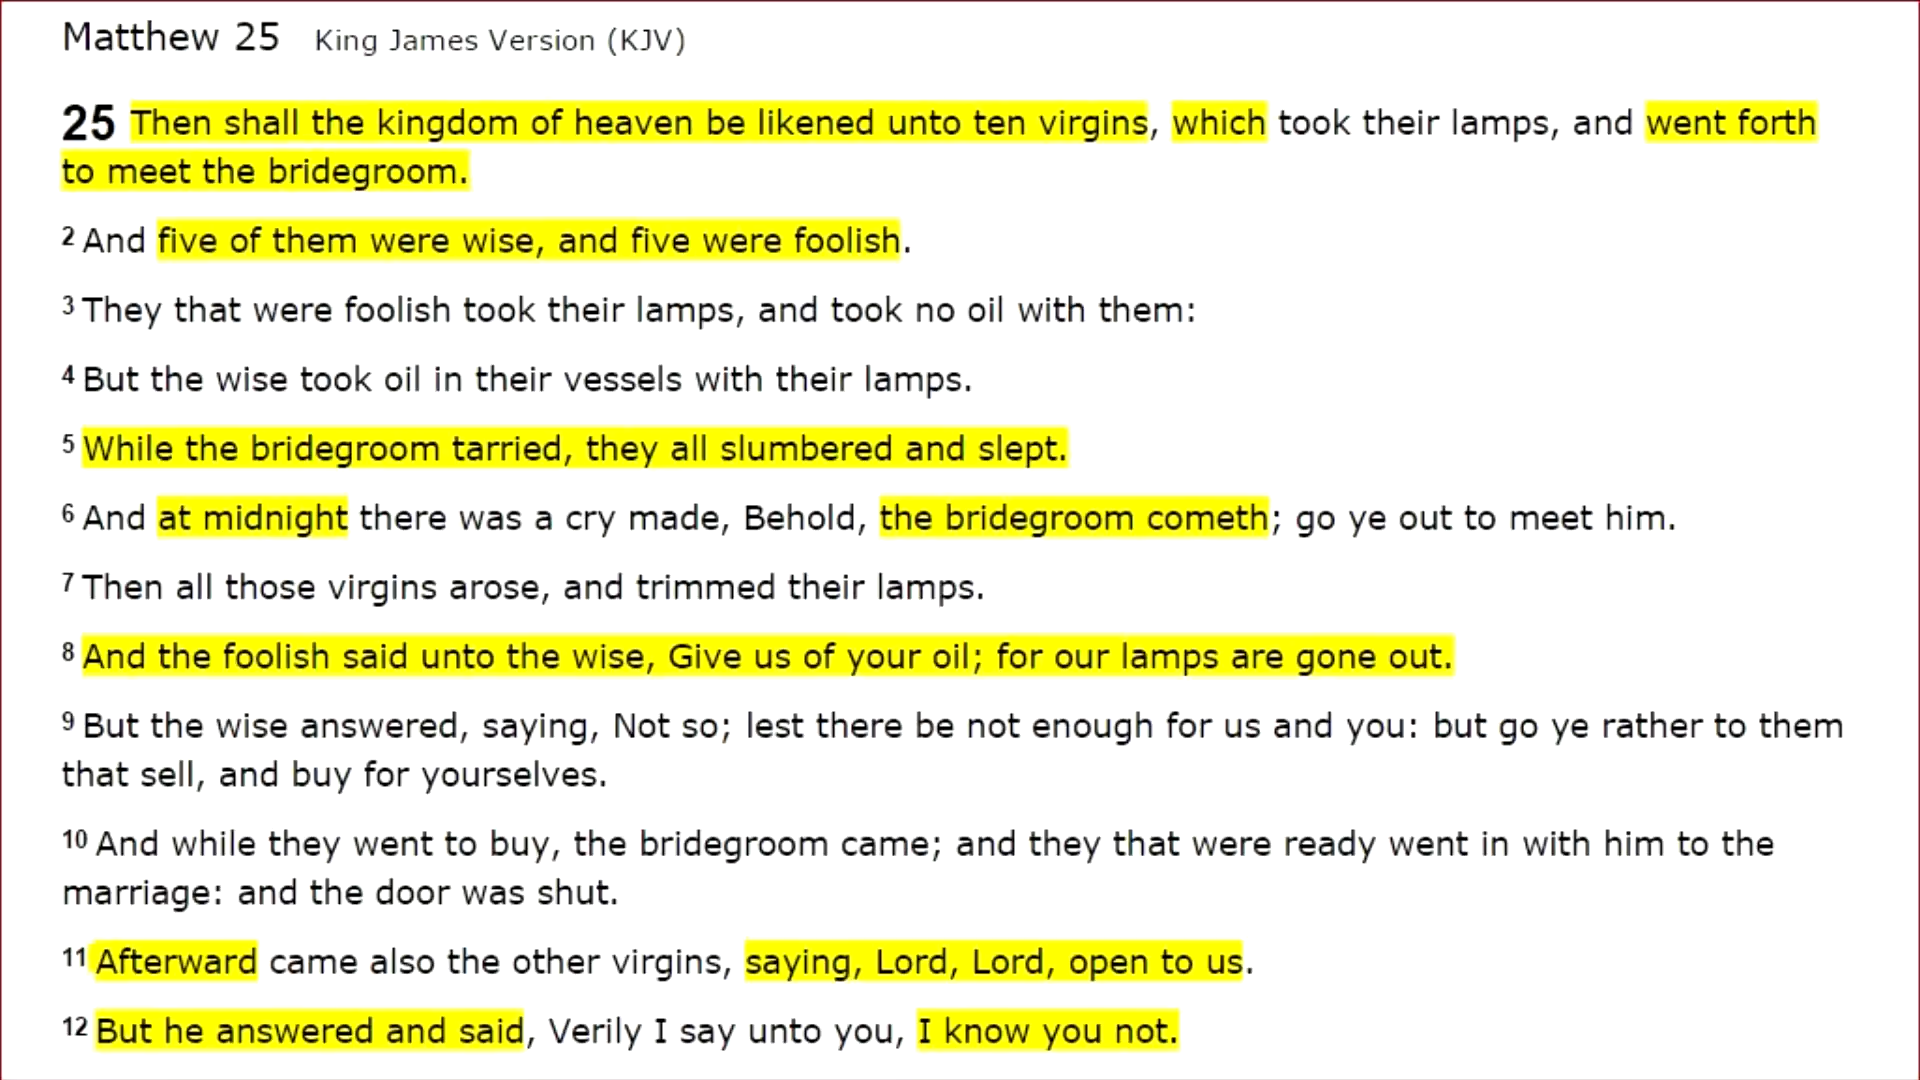 Matthew 25 King James Version (KJV)
25 Then shall the kingdom of heaven be likened unto ten virgins, which took their lamps, and went forth
to meet the bridegroom.
2 And five of them were wise, and five were foolish.
3 They that were foolish took their lamps, and took no oil with them:
4 But the wise took oil in their vessels with their lamps.
5 While the bridegroom tarried, they all slumbered and slept.
6 And at midnight there was a cry made, Behold, the bridegroom cometh; go ye out to meet him.
7 Then all those virgins arose, and trimmed their lamps.
8 And the foolish said unto the wise, Give us of your oil; for our lamps are gone out.
9 But the wise answered, saying, Not so; lest there be not enough for us and you: but go ye rather to them
that sell, and buy for yourselves.
10 And while they went to buy, the bridegroom came; and they that were ready went in with him to the
marriage: and the door was shut.
11 Afterward came also the other virgins, saying, Lord, Lord, open to us.
12 But he answered and said, Verily I say unto you, I know you not.